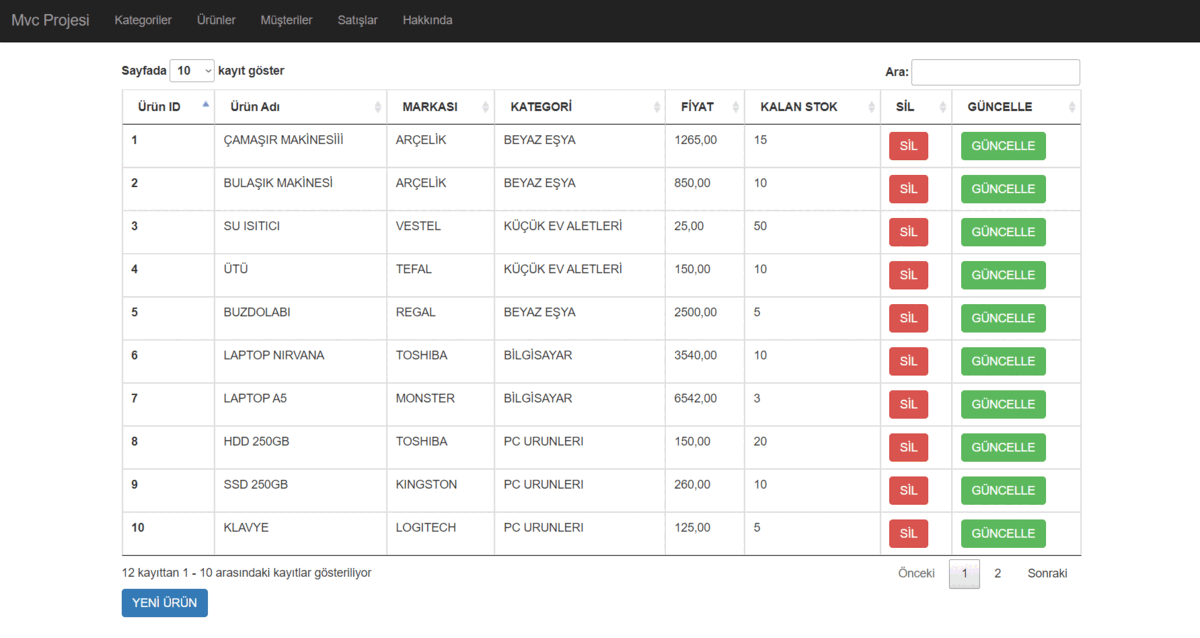 Mvc Projesi Kategoriler Ürünler Müşteriler Satışlar Hakkında
Sayfada 10 kayıt göster Ara:
Ürün ID Ürün Adı MARKASI KATEGORİ FİYAT KALAN STOK SİL GÜNCELLE
1 ÇAMAŞIR MAKİNESİİİ ARÇELİK BEYAZ EŞYA 1265,00 15 SİL GÜNCELLE
2 BULAŞIK MAKİNESİ ARÇELİK BEYAZ EŞYA 850,00 10 SİL GÜNCELLE
3 SU ISITICI VESTEL KÜÇÜK EV ALETLERİ 25,00 50 SİL GÜNCELLE
4 ÜTÜ TEFAL KÜÇÜK EV ALETLERİ 150,00 10 SİL GÜNCELLE
5 BUZDOLABI REGAL BEYAZ EŞYA 2500,00 5 SİL GÜNCELLE
6 LAPTOP NIRVANA TOSHIBA BİLGİSAYAR 3540,00 10 SİL GÜNCELLE
7 LAPTOP A5 MONSTER BİLGİSAYAR 6542,00 3 SİL GÜNCELLE
8 HDD 250GB TOSHIBA PC URUNLERI 150,00 20 SİL GÜNCELLE
9 SSD 250GB KINGSTON PC URUNLERI 260,00 10 SİL GÜNCELLE
10 KLAVYE LOGITECH PC URUNLERI 125,00 5 SİL GÜNCELLE
12 kayıttan 1 - 10 arasındaki kayıtlar gösteriliyor Önceki 1 2 Sonraki
YENİ ÜRÜN